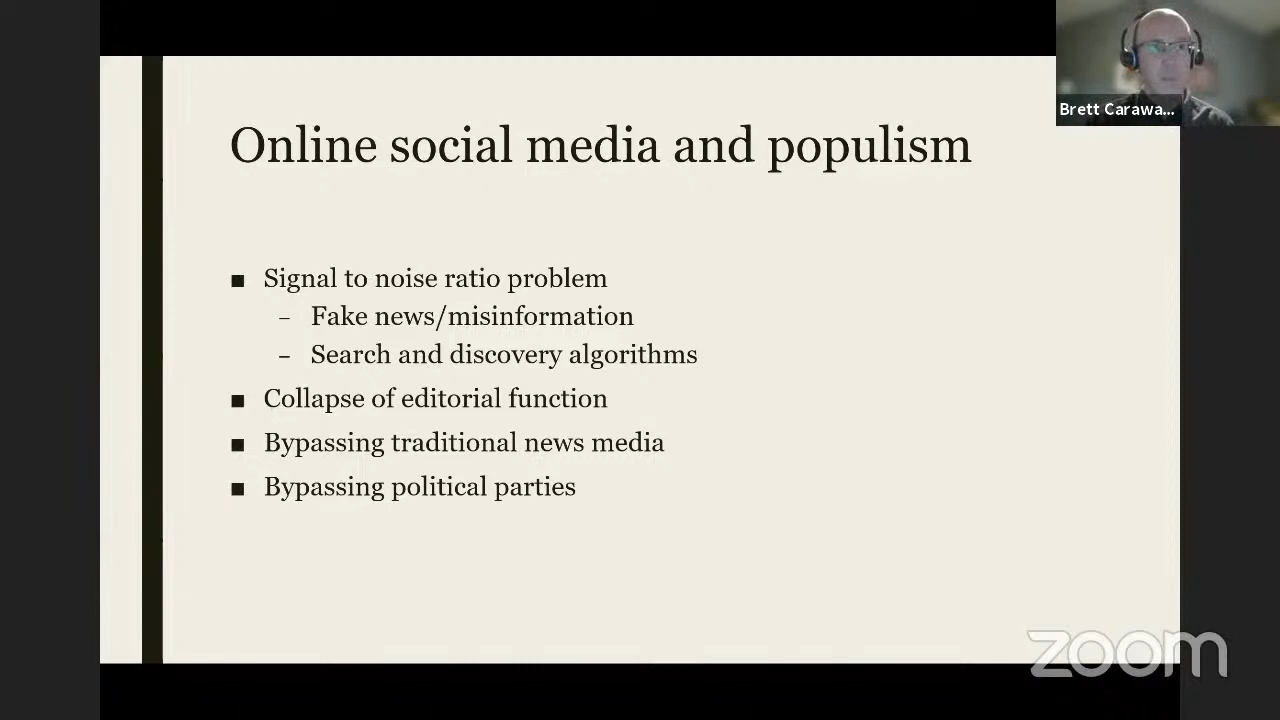 Online social media and populism
■ Signal to noise ratio problem
– Fake news/misinformation
– Search and discovery algorithms
■ Collapse of editorial function
■ Bypassing traditional news media
■ Bypassing political parties
Brett Carawa...
zoom